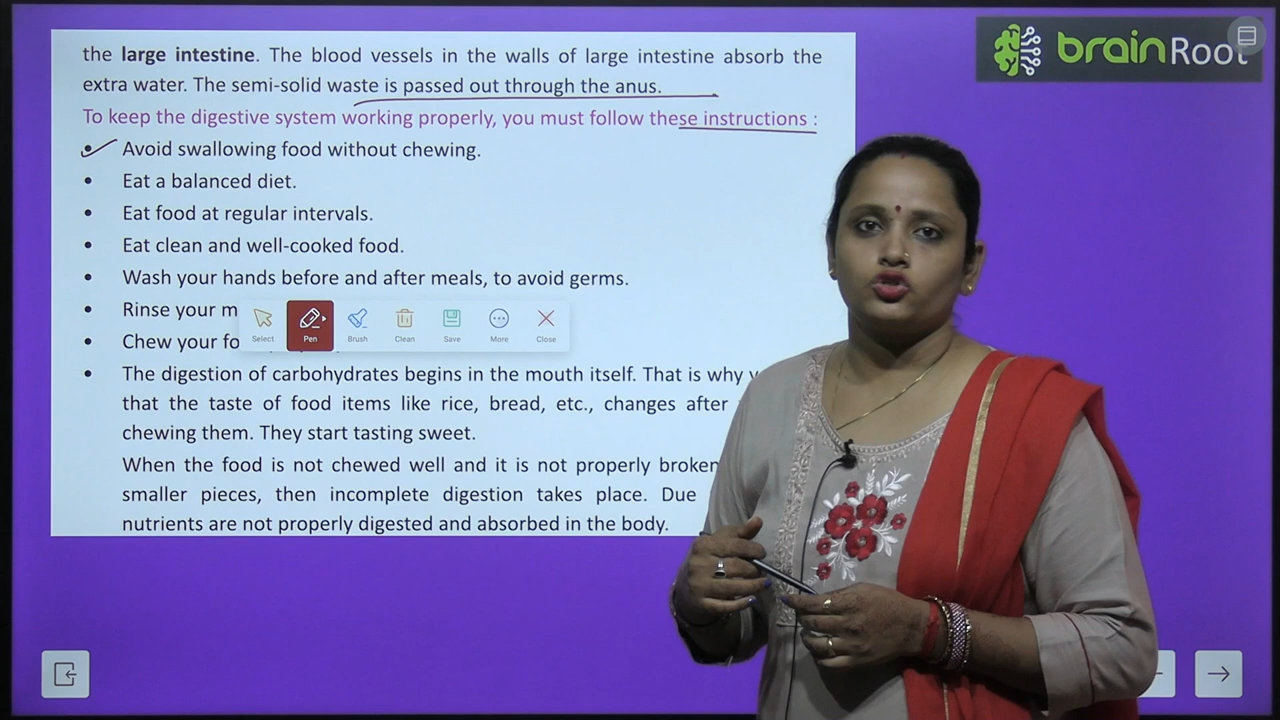 brainRoot
the large intestine. The blood vessels in the walls of large intestine absorb the
extra water. The semi-solid waste is passed out through the anus.
To keep the digestive system working properly, you must follow these instructions :
• Avoid swallowing food without chewing.
• Eat a balanced diet.
• Eat food at regular intervals.
• Eat clean and well-cooked food.
• Wash your hands before and after meals, to avoid germs.
• Rinse your
• Chew your
Select Pen Brush Clean Save More Close
• The digestion of carbohydrates begins in the mouth itself. That is why
that the taste of food items like rice, bread, etc., changes after
chewing them. They start tasting sweet.
When the food is not chewed well and it is not properly broken
smaller pieces, then incomplete digestion takes place. Due
nutrients are not properly digested and absorbed in the body.